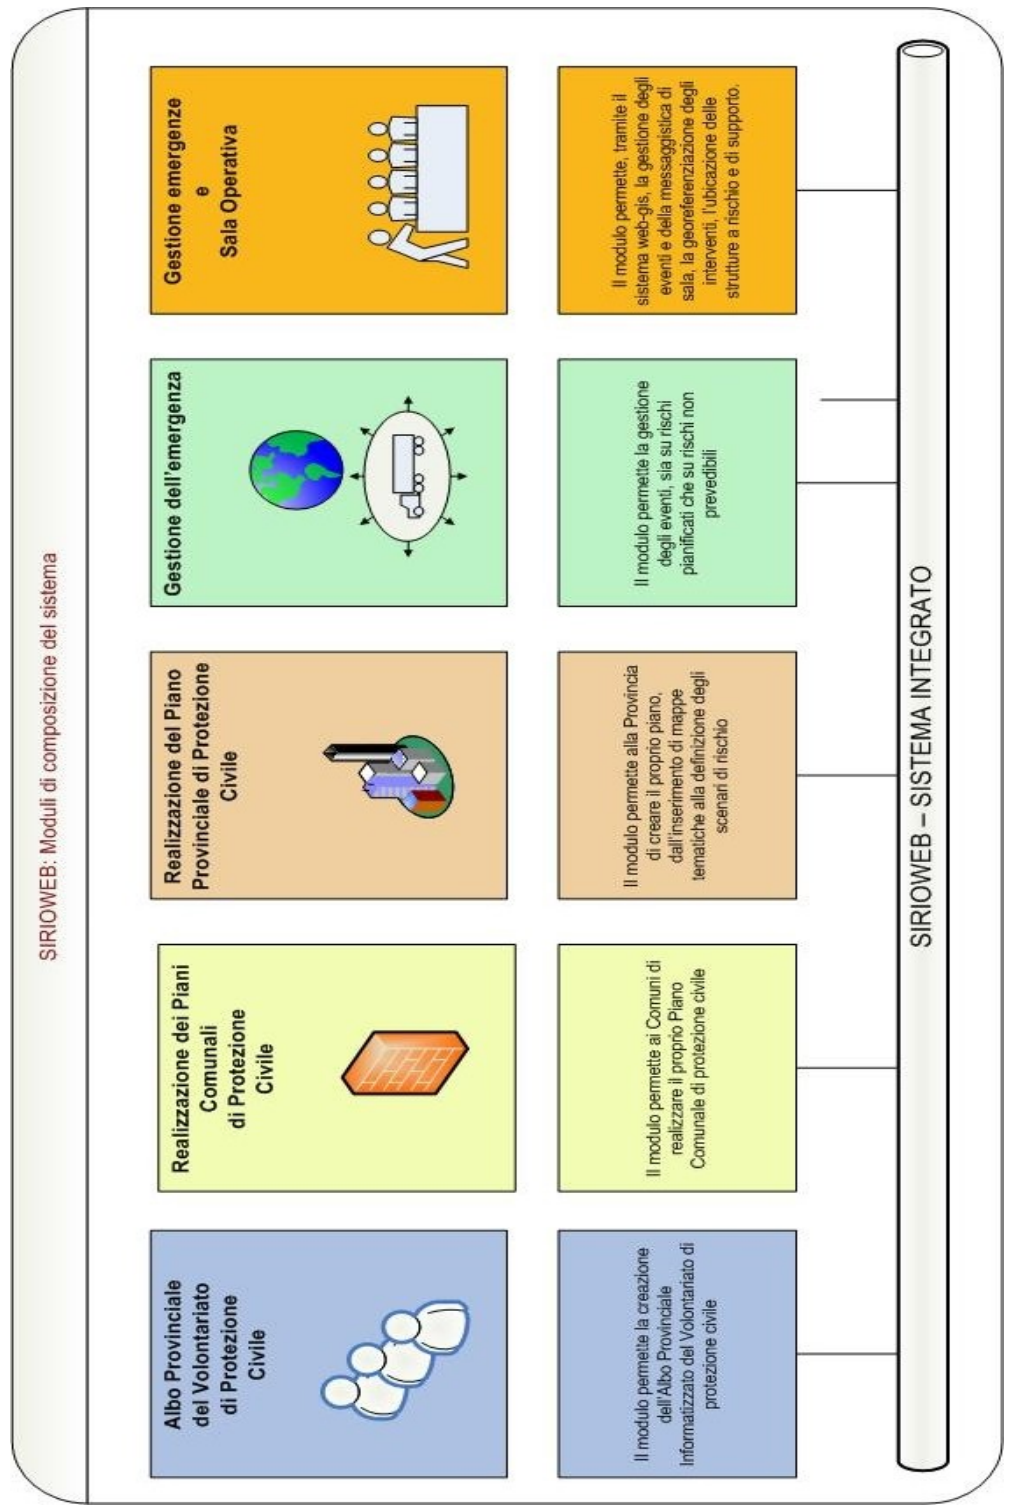 SIRIOWEB: Moduli di composizione del sistema
Albo Provinciale
del Volontariato
di Protezione
Civile
Il modulo permette la creazione
dell'Albo Provinciale
Informatizzato del Volontariato di
protezione civile
Realizzazione dei Piani
Comunali
di Protezione
Civile
Il modulo permette ai Comuni di
realizzare il proprio Piano
Comunale di protezione civile
Realizzazione del Piano
Provinciale di Protezione
Civile
Il modulo permette alla Provincia
di creare il proprio piano,
dall'inserimento di mappe
tematiche alla definizione degli
scenari di rischio
Gestione dell'emergenza
Il modulo permette la gestione
degli eventi, sia su rischi
pianificati che su rischi non
prevedibili
Gestione emergenze
e
Sala Operativa
Il modulo permette, tramite il
sistema web-gis, la gestione degli
eventi e della messaggistica di
sala, la georeferenziazione degli
interventi, l'ubicazione delle
strutture a rischio e di supporto.
SIRIOWEB – SISTEMA INTEGRATO